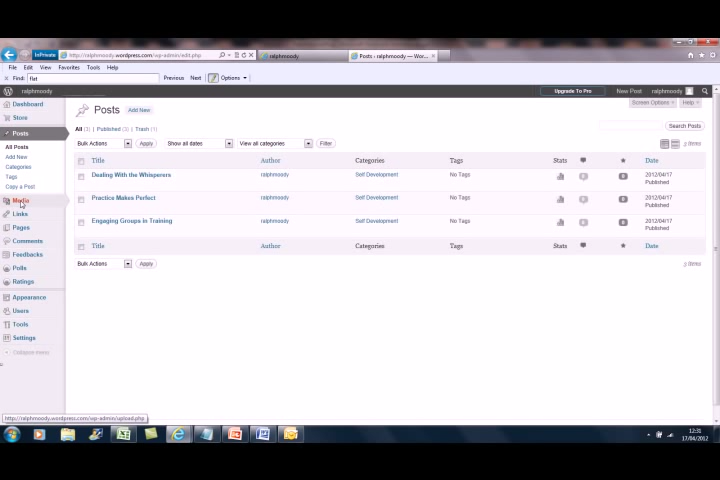 InPrivate http://ralphmoody.wordpress.com/wp-admin/edit.php ralphmoody Posts ‹ ralphmoody — Wor...
File Edit View Favorites Tools Help
Find: flat Previous Next Options
ralphmoody Upgrade To Pro New Post ralphmoody
Dashboard
Store
Posts
All Posts
Add New
Categories
Tags
Copy a Post
Media
Links
Pages
Comments
Feedbacks
Polls
Ratings
Appearance
Users
Tools
Settings
Collapse menu
Screen Options Help
Posts Add New
All (3) | Published (3) | Trash (1)
Search Posts
Bulk Actions Apply Show all dates View all categories Filter 3 items
Title Author Categories Tags Stats Date
Dealing With the Whisperers ralphmoody Self Development No Tags 0 0 2012/04/17
Published
Practice Makes Perfect ralphmoody Self Development No Tags 0 0 2012/04/17
Published
Engaging Groups in Training ralphmoody Self Development No Tags 0 0 2012/04/17
Published
Title Author Categories Tags Stats Date
Bulk Actions Apply 3 items
http://ralphmoody.wordpress.com/wp-admin/upload.php
12:31
17/04/2012